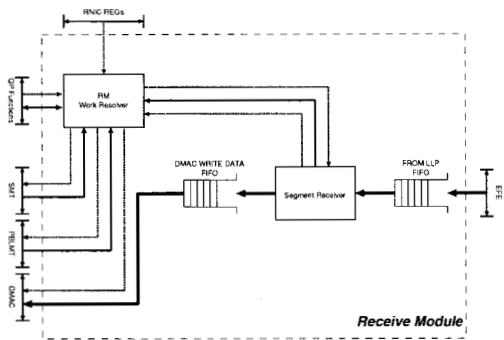 RNIC REGs
QP Functions
RM
Work Resolver
DMAC WRITE DATA
FIFO
FROM LLP
FIFO
Segment Receiver
EFE
SMT
PBLMT
DMAC
Receive Module